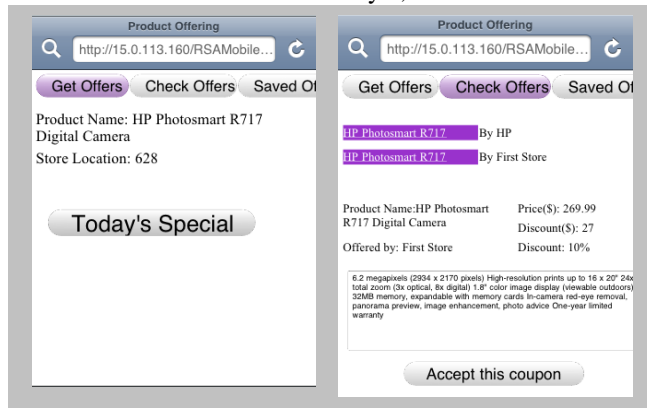 Product Offering
http://15.0.113.160/RSAMobile...
Get Offers Check Offers Saved Of
Product Name: HP Photosmart R717
Digital Camera
Store Location: 628
Today's Special
Product Offering
http://15.0.113.160/RSAMobile...
Get Offers Check Offers Saved Of
HP Photosmart R717 By HP
HP Photosmart R717 By First Store
Product Name:HP Photosmart Price($): 269.99
R717 Digital Camera Discount($): 27
Offered by: First Store Discount: 10%
6.2 megapixels (2934 x 2170 pixels) High-resolution prints up to 16 x 20" 24x
total zoom (3x optical, 8x digital) 1.8" color image display (viewable outdoors)
32MB memory, expandable with memory cards In-camera red-eye removal,
panorama preview, image enhancement, photo advice One-year limited
warranty
Accept this coupon